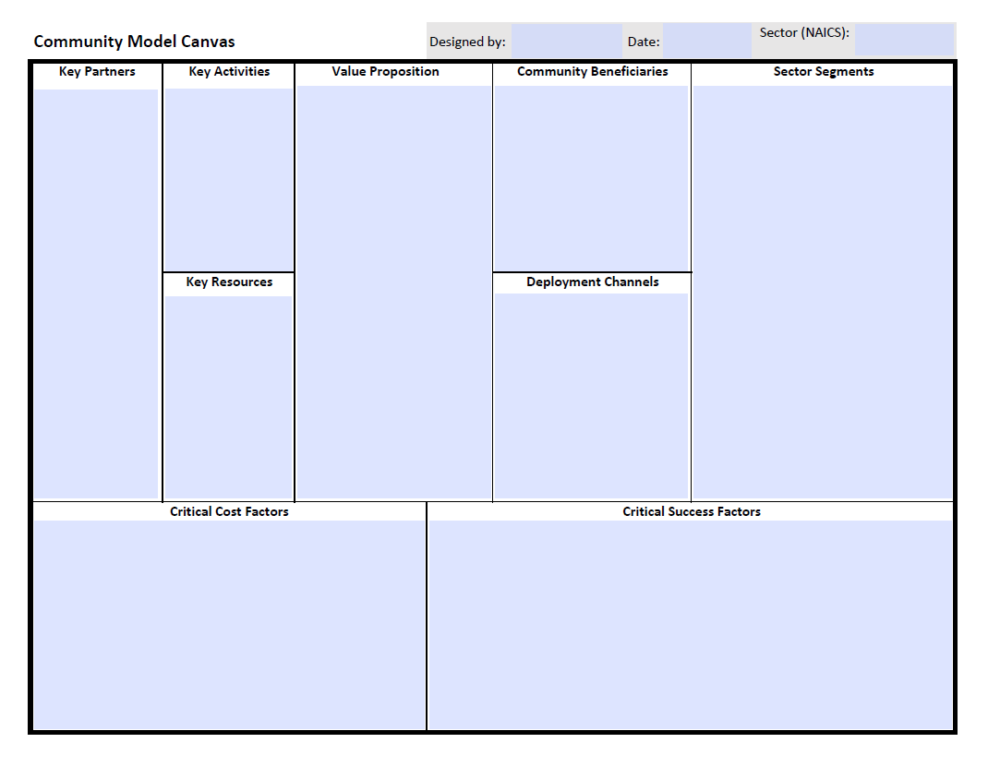 Community Model Canvas
Designed by:
Date:
Sector (NAICS):
Key Partners
Key Activities
Value Proposition
Community Beneficiaries
Sector Segments
Key Resources
Deployment Channels
Critical Cost Factors
Critical Success Factors